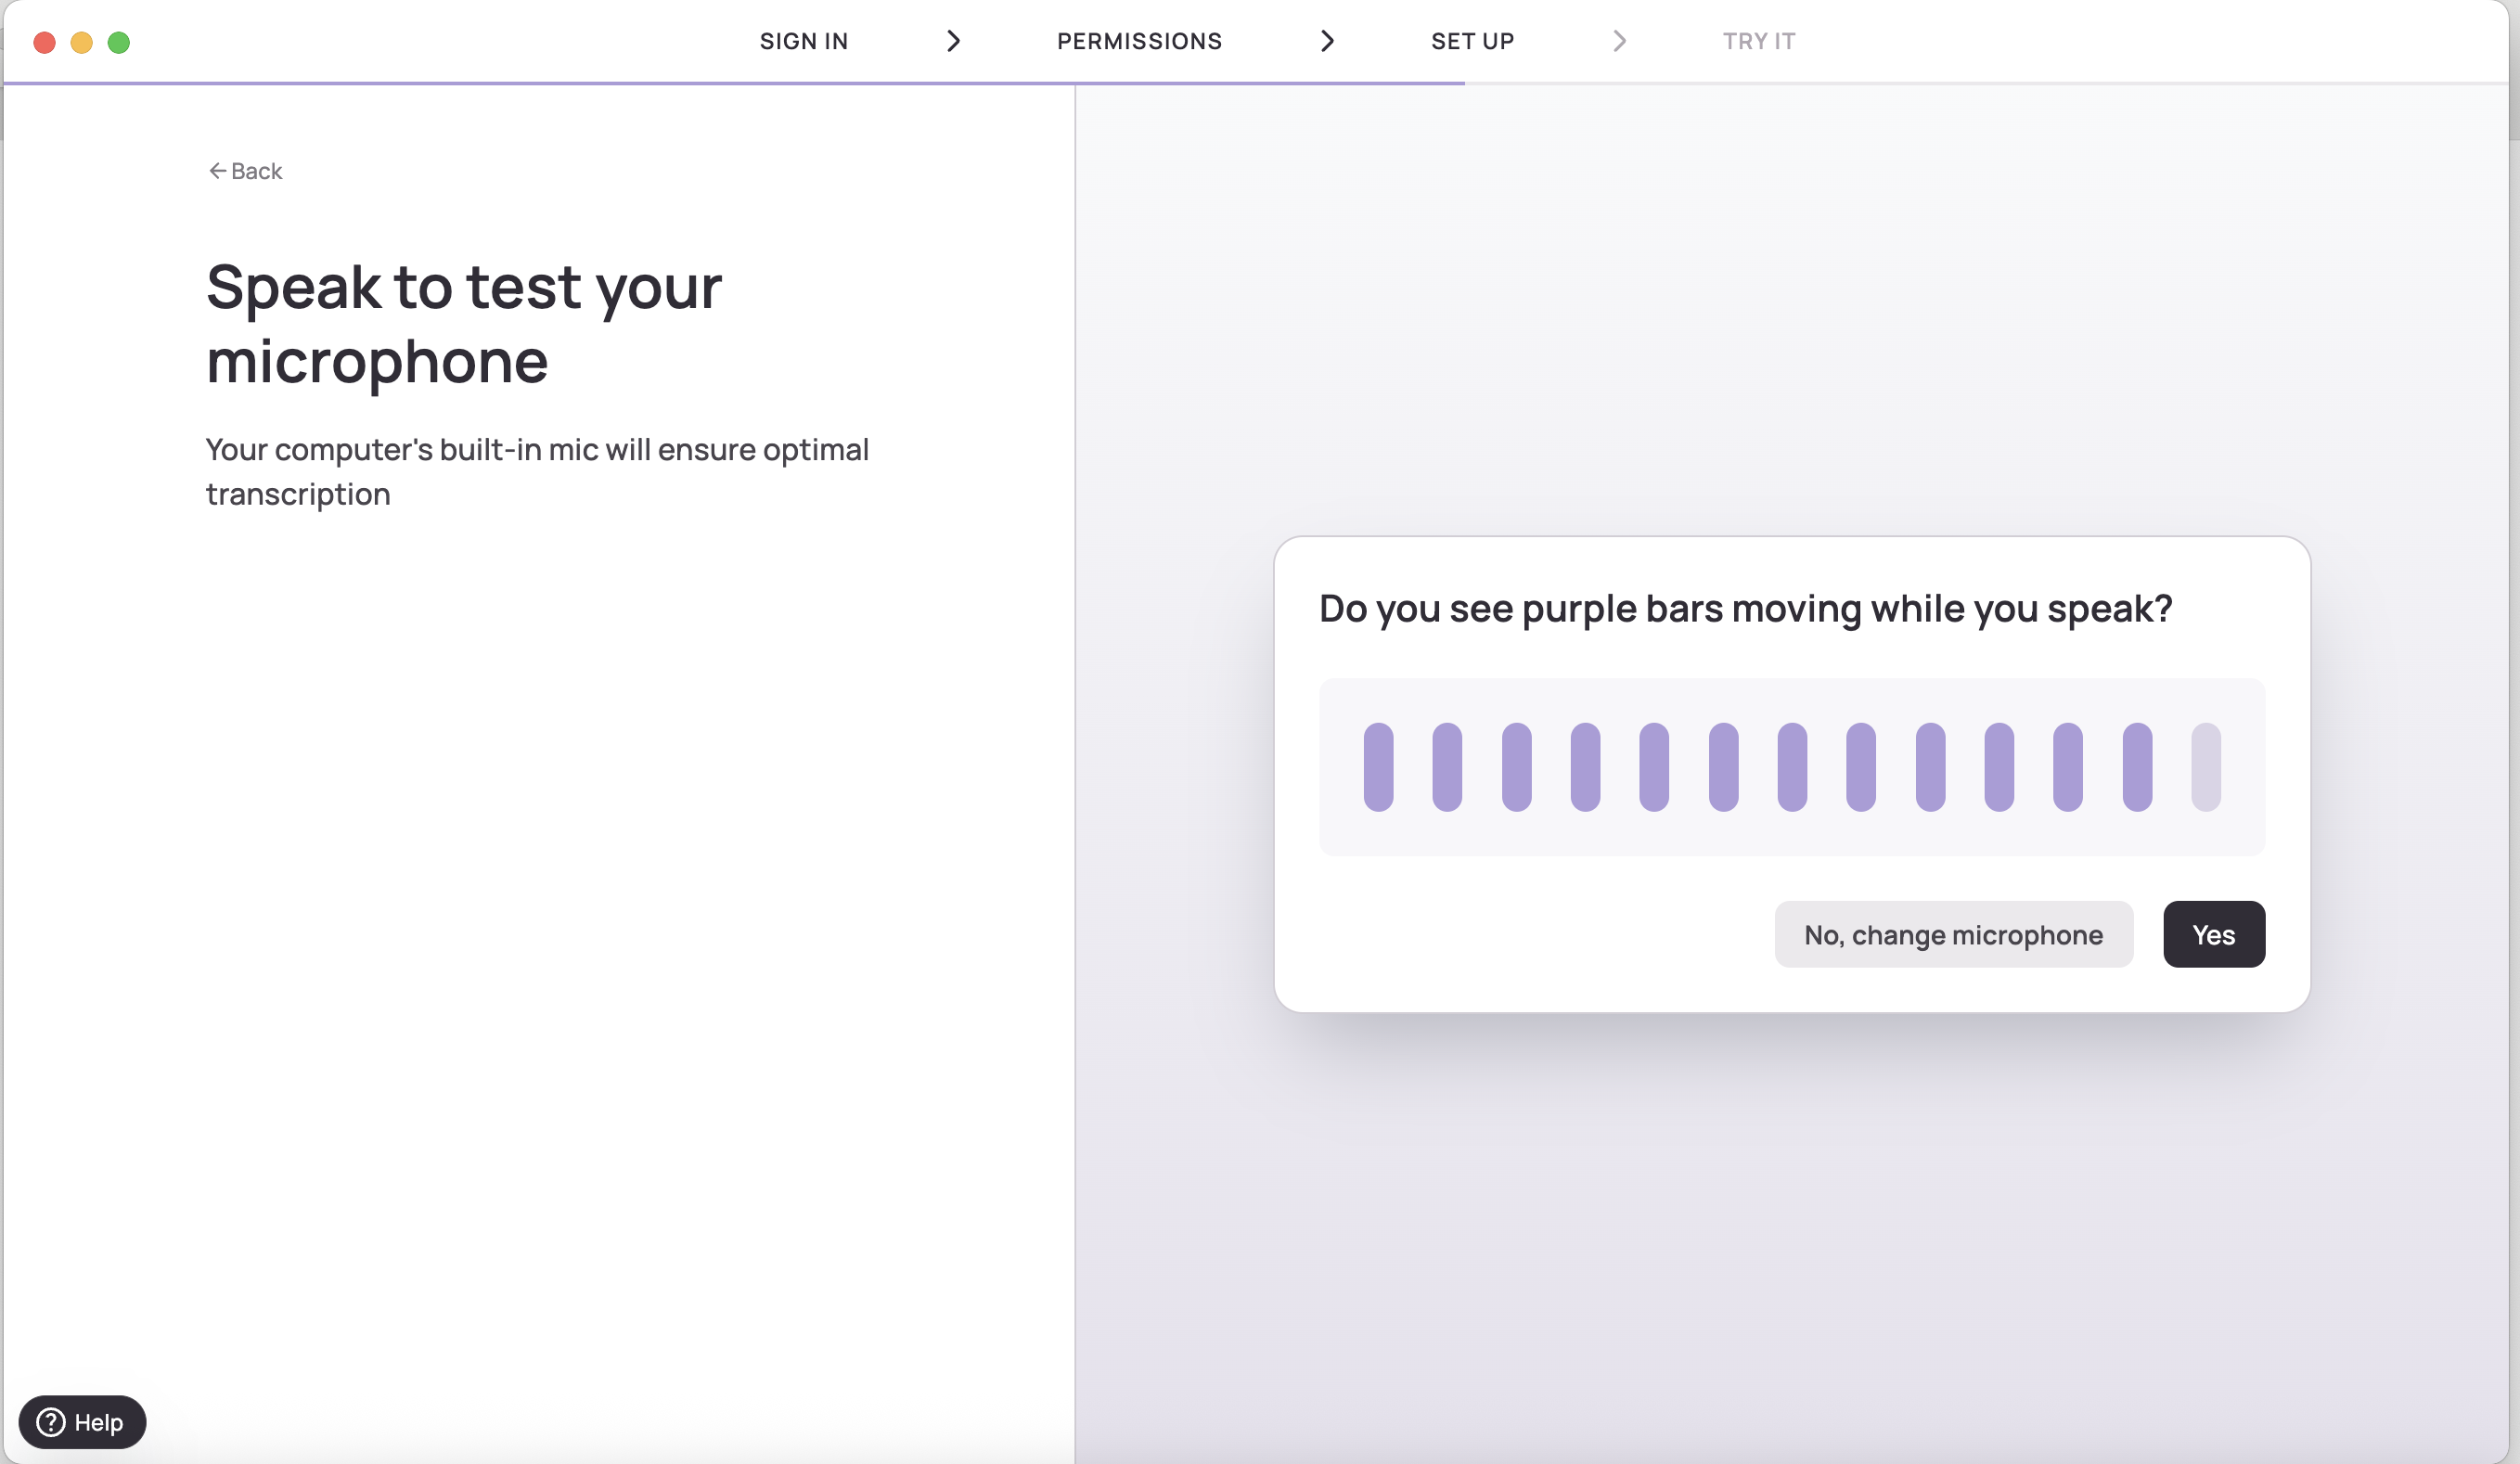 SIGN IN
PERMISSIONS
SET UP
TRY IT
Back
Speak to test your
microphone
Your computer's built-in mic will ensure optimal
transcription
Do you see purple bars moving while you speak?
No, change microphone
Yes
Help